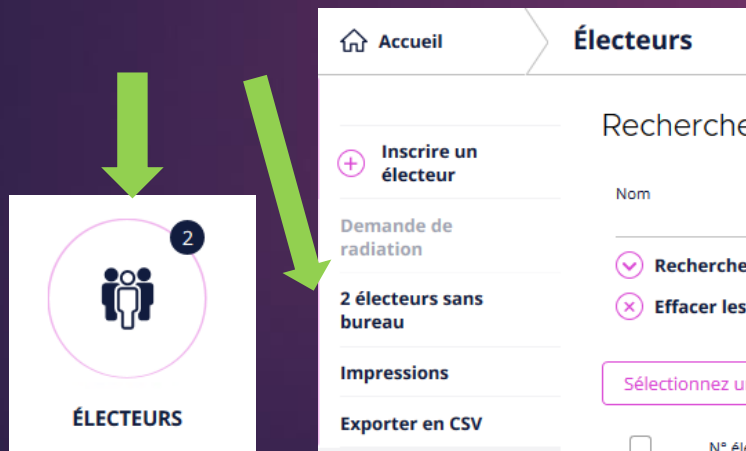 2
ÉLECTEURS
Accueil
Électeurs
Inscrire un
électeur
Demande de
radiation
2 électeurs sans
bureau
Impressions
Exporter en CSV
Recherche
Nom
Recherche
Effacer les
Sélectionnez u
N° éle